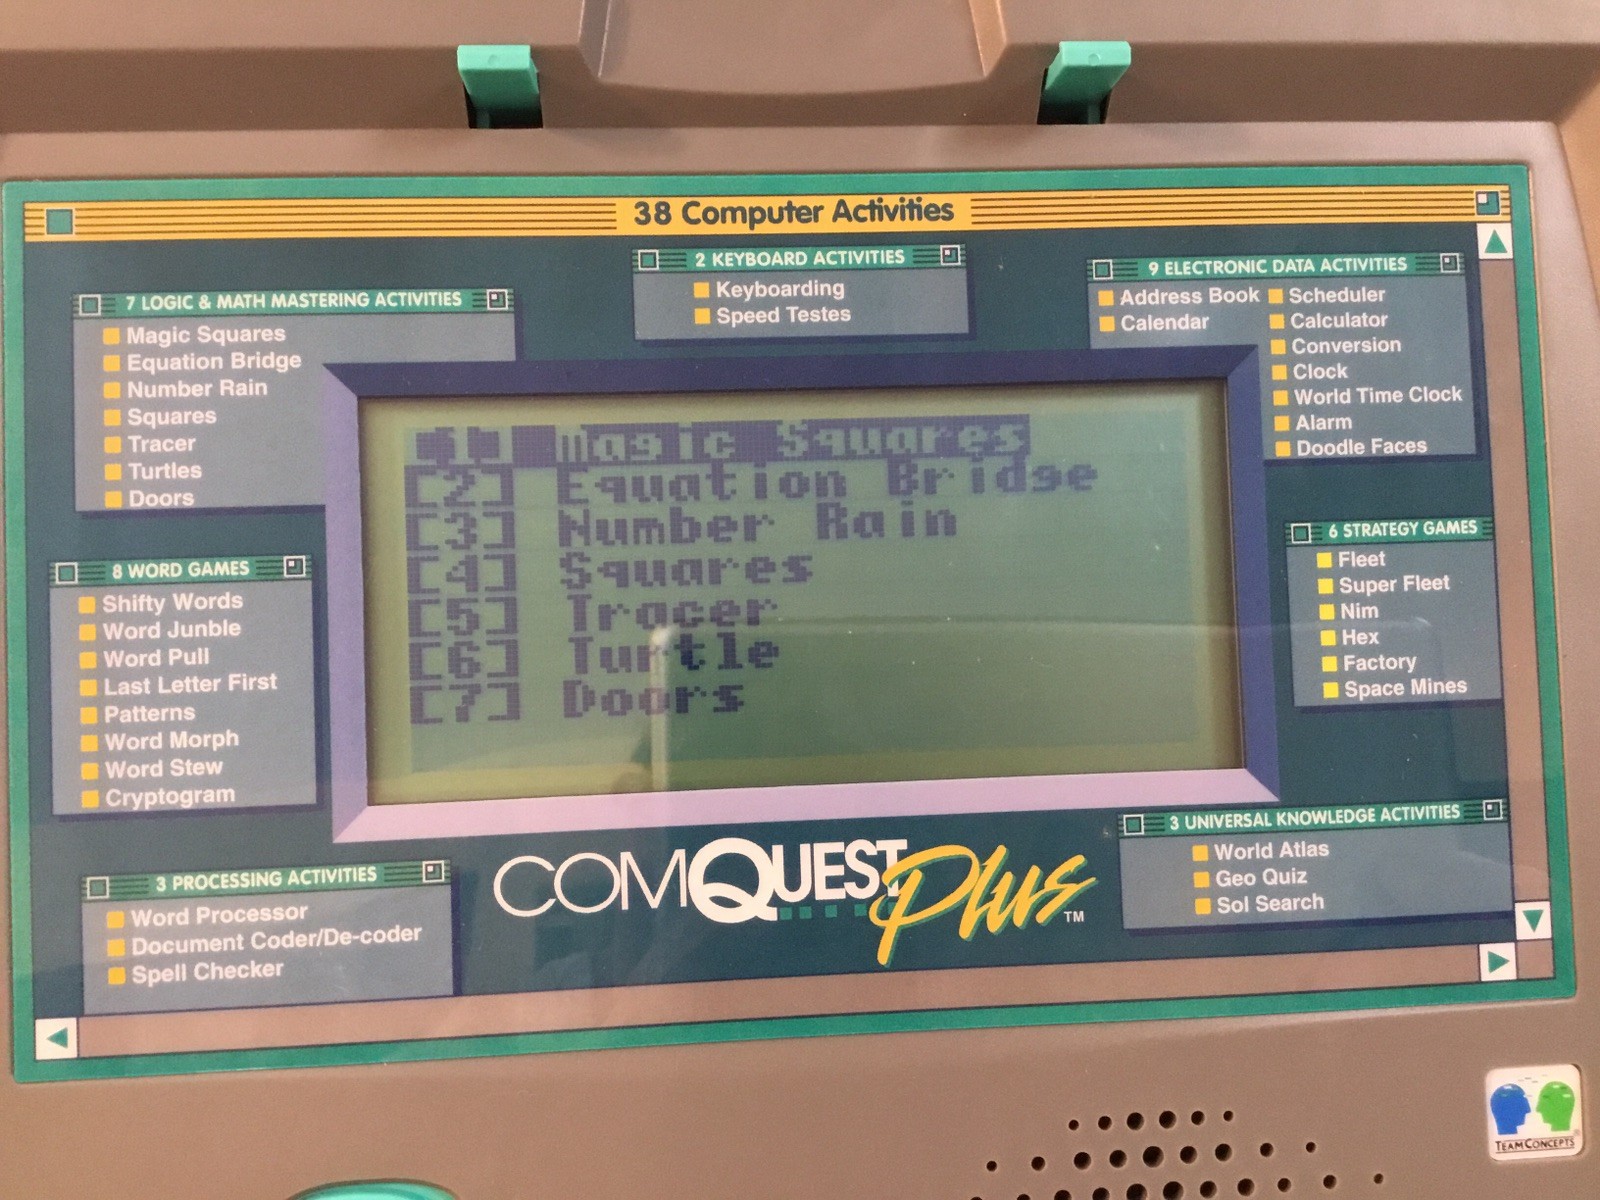 38 Computer Activities
7 LOGIC & MATH MASTERING ACTIVITIES
Magic Squares
Equation Bridge
Number Rain
Squares
Tracer
Turtles
Doors
2 KEYBOARD ACTIVITIES
Keyboarding
Speed Testes
9 ELECTRONIC DATA ACTIVITIES
Address Book
Calendar
Scheduler
Calculator
Conversion
Clock
World Time Clock
Alarm
Doodle Faces
[1] Magic Squares
[2] Equation Bridge
[3] Number Rain
[4] Squares
[5] Tracer
[6] Turtle
[7] Doors
8 WORD GAMES
Shifty Words
Word Junble
Word Pull
Last Letter First
Patterns
Word Morph
Word Stew
Cryptogram
6 STRATEGY GAMES
Fleet
Super Fleet
Nim
Hex
Factory
Space Mines
3 PROCESSING ACTIVITIES
Word Processor
Document Coder/De-coder
Spell Checker
COMQUEST Plus™
3 UNIVERSAL KNOWLEDGE ACTIVITIES
World Atlas
Geo Quiz
Sol Search
TEAM CONCEPTS